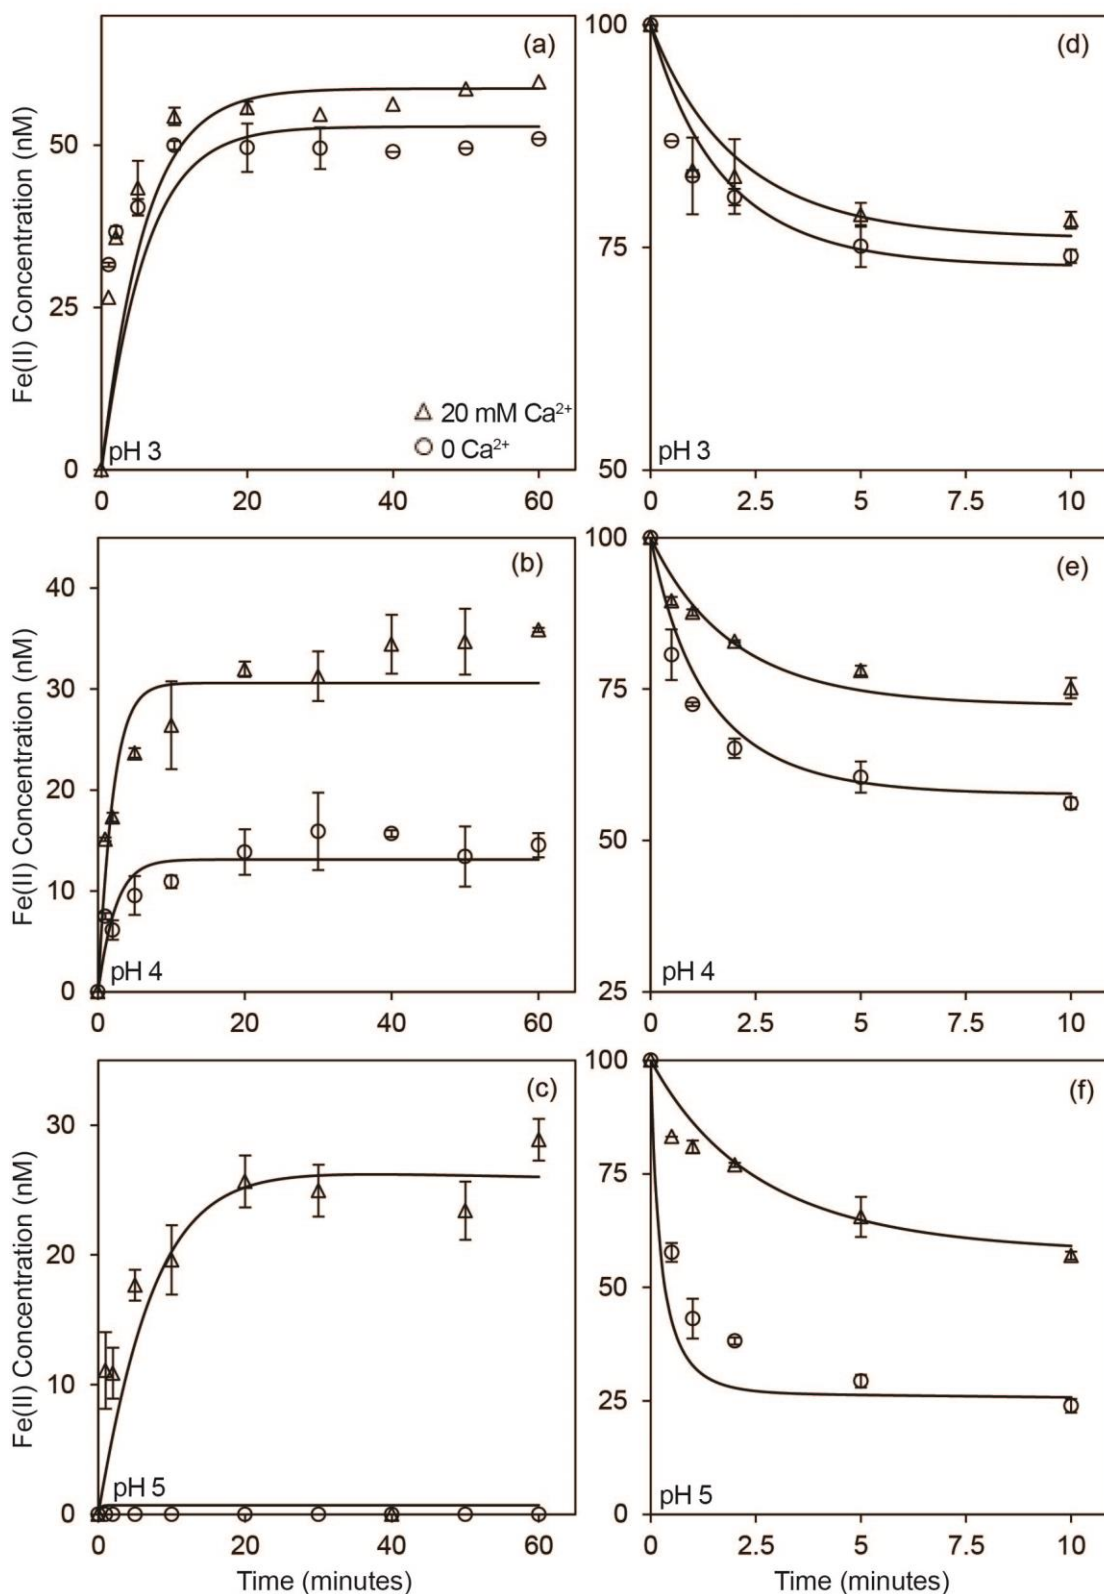 (a)
Fe(II) Concentration (nM)
50
25
0
△ 20 mM Ca²⁺
○ 0 Ca²⁺
pH 3
0 20 40 60
(d)
100
75
50
pH 3
0 2.5 5 7.5 10
(b)
Fe(II) Concentration (nM)
40
30
20
10
0
pH 4
0 20 40 60
(e)
100
75
50
25
pH 4
0 2.5 5 7.5 10
(c)
Fe(II) Concentration (nM)
30
20
10
0
pH 5
0 20 40 60
Time (minutes)
(f)
100
75
50
25
0
pH 5
0 2.5 5 7.5 10
Time (minutes)